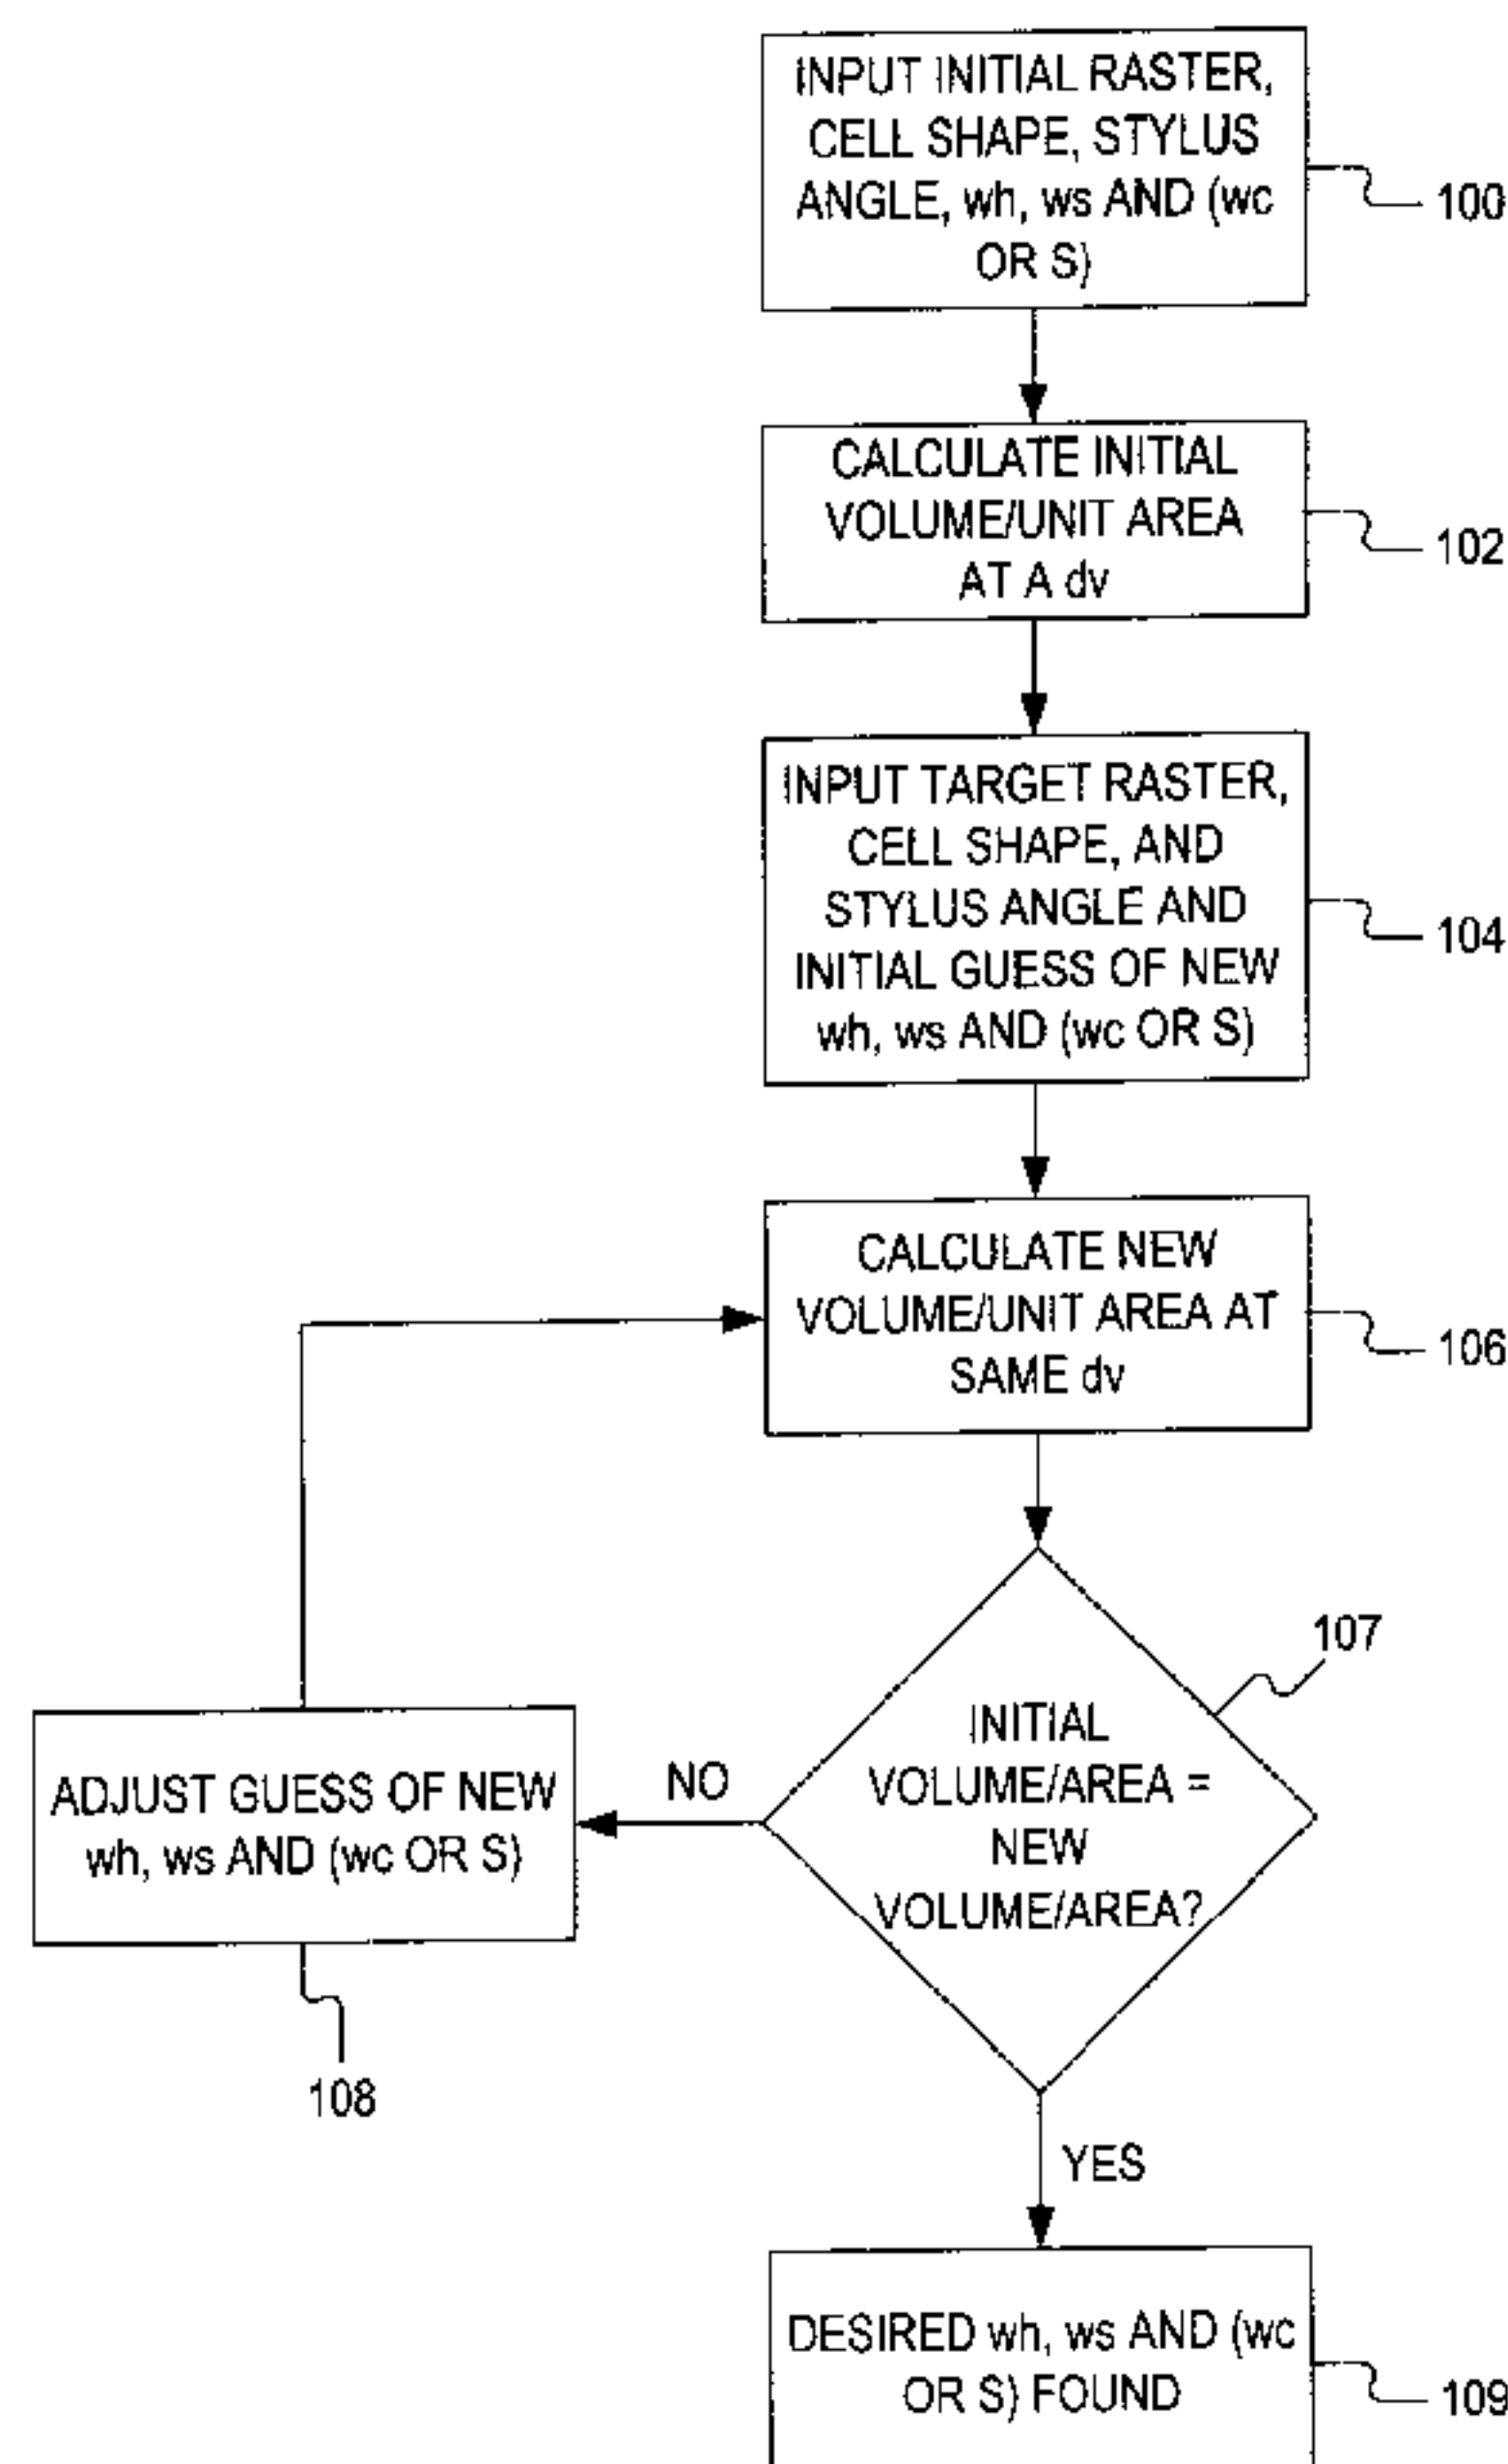 INPUT INITIAL RASTER,
CELL SHAPE, STYLUS
ANGLE, wh, ws AND (wc
OR S)
100
CALCULATE INITIAL
VOLUME/UNIT AREA
AT A dv
102
INPUT TARGET RASTER,
CELL SHAPE, AND
STYLUS ANGLE AND
INITIAL GUESS OF NEW
wh, ws AND (wc OR S)
104
CALCULATE NEW
VOLUME/UNIT AREA AT
SAME dv
106
107
INITIAL
VOLUME/AREA =
NEW
VOLUME/AREA?
NO
ADJUST GUESS OF NEW
wh, ws AND (wc OR S)
108
YES
DESIRED wh, ws AND (wc
OR S) FOUND
109